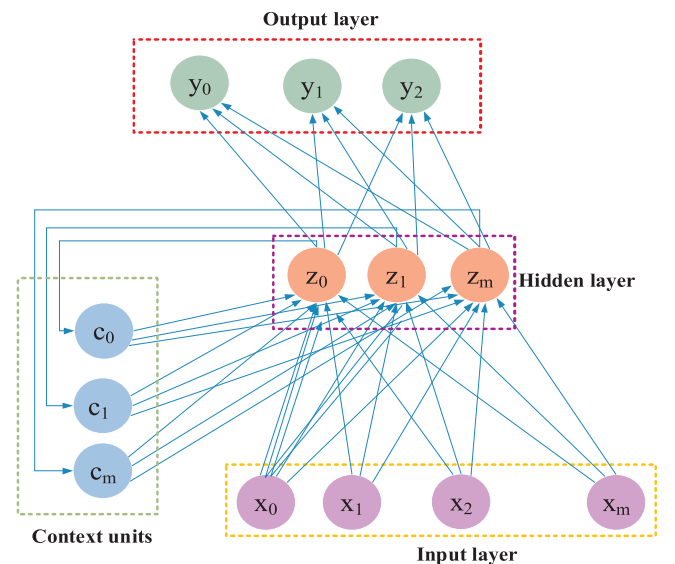 Output layer
y0 y1 y2
z0 z1 zm
Hidden layer
c0
c1
cm
x0 x1 x2 xm
Context units
Input layer